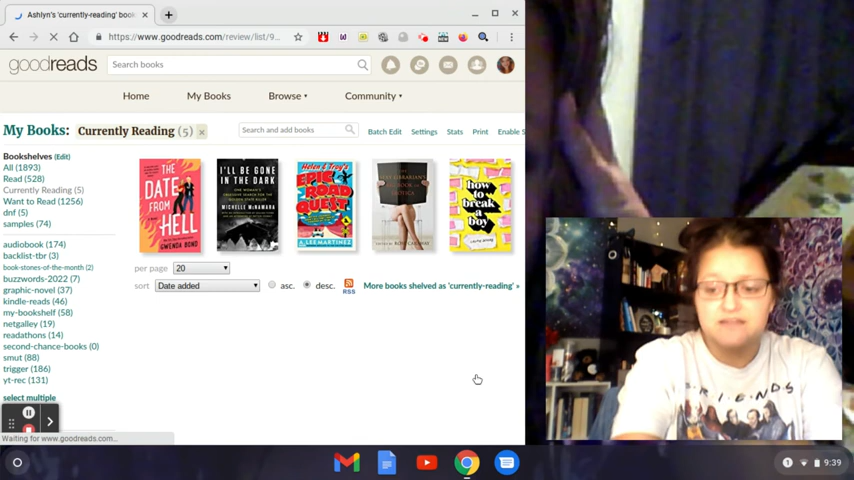 Ashlyn's 'currently-reading' book
https://www.goodreads.com/review/list/9...
goodreads
Search books
Home My Books Browse Community
My Books: Currently Reading (5) x
Search and add books
Batch Edit Settings Stats Print Enable S
Bookshelves (Edit)
All (1893)
Read (528)
Currently Reading (5)
Want to Read (1256)
dnf (5)
samples (74)
audiobook (174)
backlist-tbr (3)
book-stores-of-the-month (2)
buzzwords-2022 (7)
graphic-novel (37)
kindle-reads (46)
my-bookshelf (58)
netgalley (19)
readathons (14)
second-chance-books (0)
smut (88)
trigger (186)
yt-rec (131)
select multiple
THE DATE FROM HELL
GWENDA BOND
I'LL BE GONE IN THE DARK
MICHELLE McNAMARA
Helen & Troy's
EPIC ROAD QUEST
A. LEE MARTINEZ
how to break a boy
per page 20
sort Date added asc. desc. RSS More books shelved as 'currently-reading' »
Waiting for www.goodreads.com...
FRIENDS
1 9:39